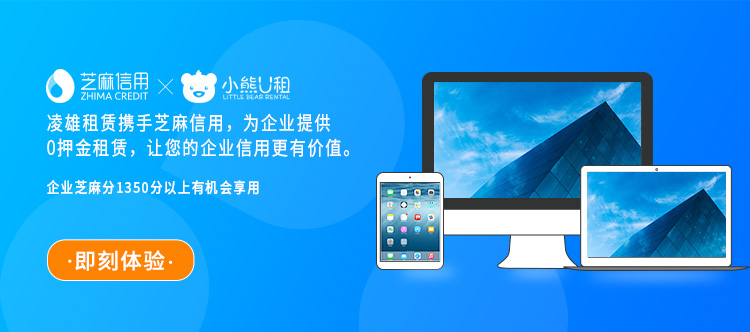 芝麻信用
ZHIMA CREDIT
×
小熊U租
LITTLE BEAR RENTAL
凌雄租赁携手芝麻信用，为企业提供
0押金租赁，让您的企业信用更有价值。
企业芝麻分1350分以上有机会享用
·即刻体验·